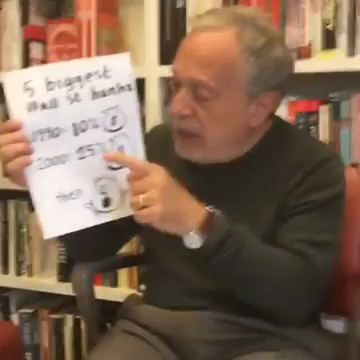 5 biggest
Wall St banks
1990: 10%
2000: 25%
then